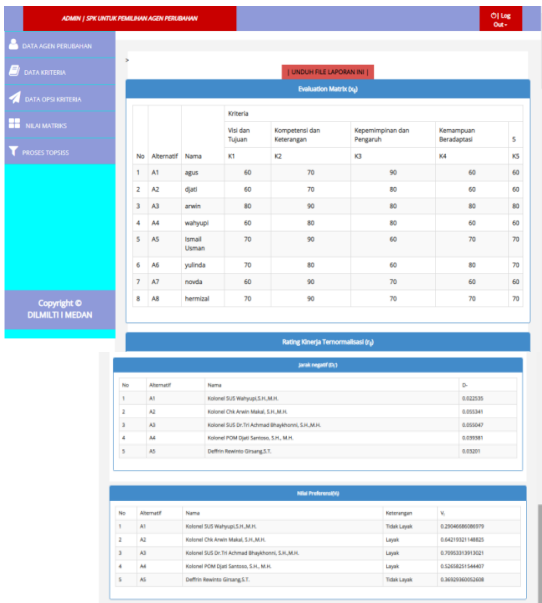 ADMIN | SPK UNTUK PEMILIHAN AGEN PERUBAHAN
Log Out
DATA AGEN PERUBAHAN
DATA KRITERIA
DATA OPSI KRITERIA
NILAI MATRIKS
PROSES TOPSISS
Copyright ©
DILMILTI I MEDAN
>
| UNDUH FILE LAPORAN INI |
Evaluation Matrix (xij)
Kriteria
Visi dan Tujuan Kompetensi dan Keterangan Kepemimpinan dan Pengaruh Kemampuan Beradaptasi 5
No Alternatif Nama K1 K2 K3 K4 K5
1 A1 agus 60 70 90 60 60
2 A2 djati 60 70 80 60 60
3 A3 arwin 80 90 80 80 80
4 A4 wahyupi 60 80 80 60 60
5 A5 Ismail Usman 70 90 60 70 70
6 A6 yulinda 70 80 60 80 70
7 A7 novda 60 90 70 60 60
8 A8 hermizal 70 90 70 70 70
Rating Kinerja Ternormalisasi (rij)
Jarak negatif (Di-)
No Alternatif Nama D-
1 A1 Kolonel SUS Wahyupi,S.H.,M.H. 0.022535
2 A2 Kolonel Chk Arwin Makal, S.H.,M.H. 0.055341
3 A3 Kolonel SUS Dr.Tri Achmad Bhaykhonni, S.H.,M.H. 0.055047
4 A4 Kolonel POM Djati Santoso, S.H., M.H.
5 A5 Deffrin Rewinto Girsang,S.T. 0.03201
Nilai Preferensi(Vi)
No Alternatif Nama Keterangan Vi
1 A1 Kolonel SUS Wahyupi,S.H.,M.H. Tidak Layak 0.29046686086979
2 A2 Kolonel Chk Arwin Makal, S.H.,M.H. Layak 0.64219321148825
3 A3 Kolonel SUS Dr.Tri Achmad Bhaykhonni, S.H.,M.H. Layak 0.70953313913021
4 A4 Kolonel POM Djati Santoso, S.H., M.H. Layak 0.52658251544407
5 A5 Deffrin Rewinto Girsang,S.T. Tidak Layak 0.36929360052608